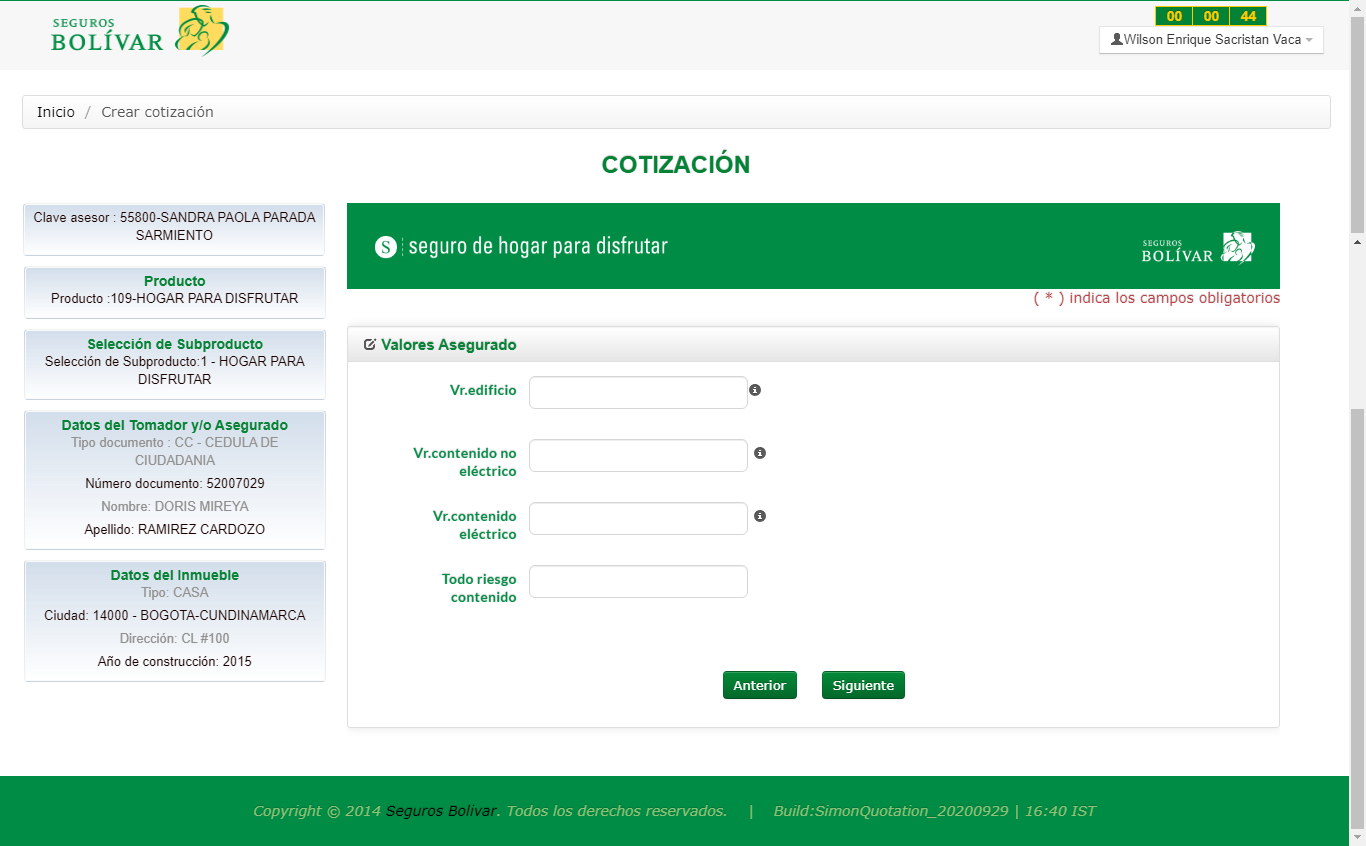 SEGUROS
BOLÍVAR
00 00 44
Wilson Enrique Sacristan Vaca
Inicio / Crear cotización
COTIZACIÓN
Clave asesor : 55800-SANDRA PAOLA PARADA
SARMIENTO
Producto
Producto :109-HOGAR PARA DISFRUTAR
Selección de Subproducto
Selección de Subproducto:1 - HOGAR PARA
DISFRUTAR
Datos del Tomador y/o Asegurado
Tipo documento : CC - CEDULA DE
CIUDADANIA
Número documento: 52007029
Nombre: DORIS MIREYA
Apellido: RAMIREZ CARDOZO
Datos del Inmueble
Tipo: CASA
Ciudad: 14000 - BOGOTA-CUNDINAMARCA
Dirección: CL #100
Año de construcción: 2015
S seguro de hogar para disfrutar
SEGUROS
BOLÍVAR
( * ) indica los campos obligatorios
Valores Asegurado
Vr.edificio
Vr.contenido no
eléctrico
Vr.contenido
eléctrico
Todo riesgo
contenido
Anterior Siguiente
Copyright © 2014 Seguros Bolivar. Todos los derechos reservados. | Build:SimonQuotation_20200929 | 16:40 IST